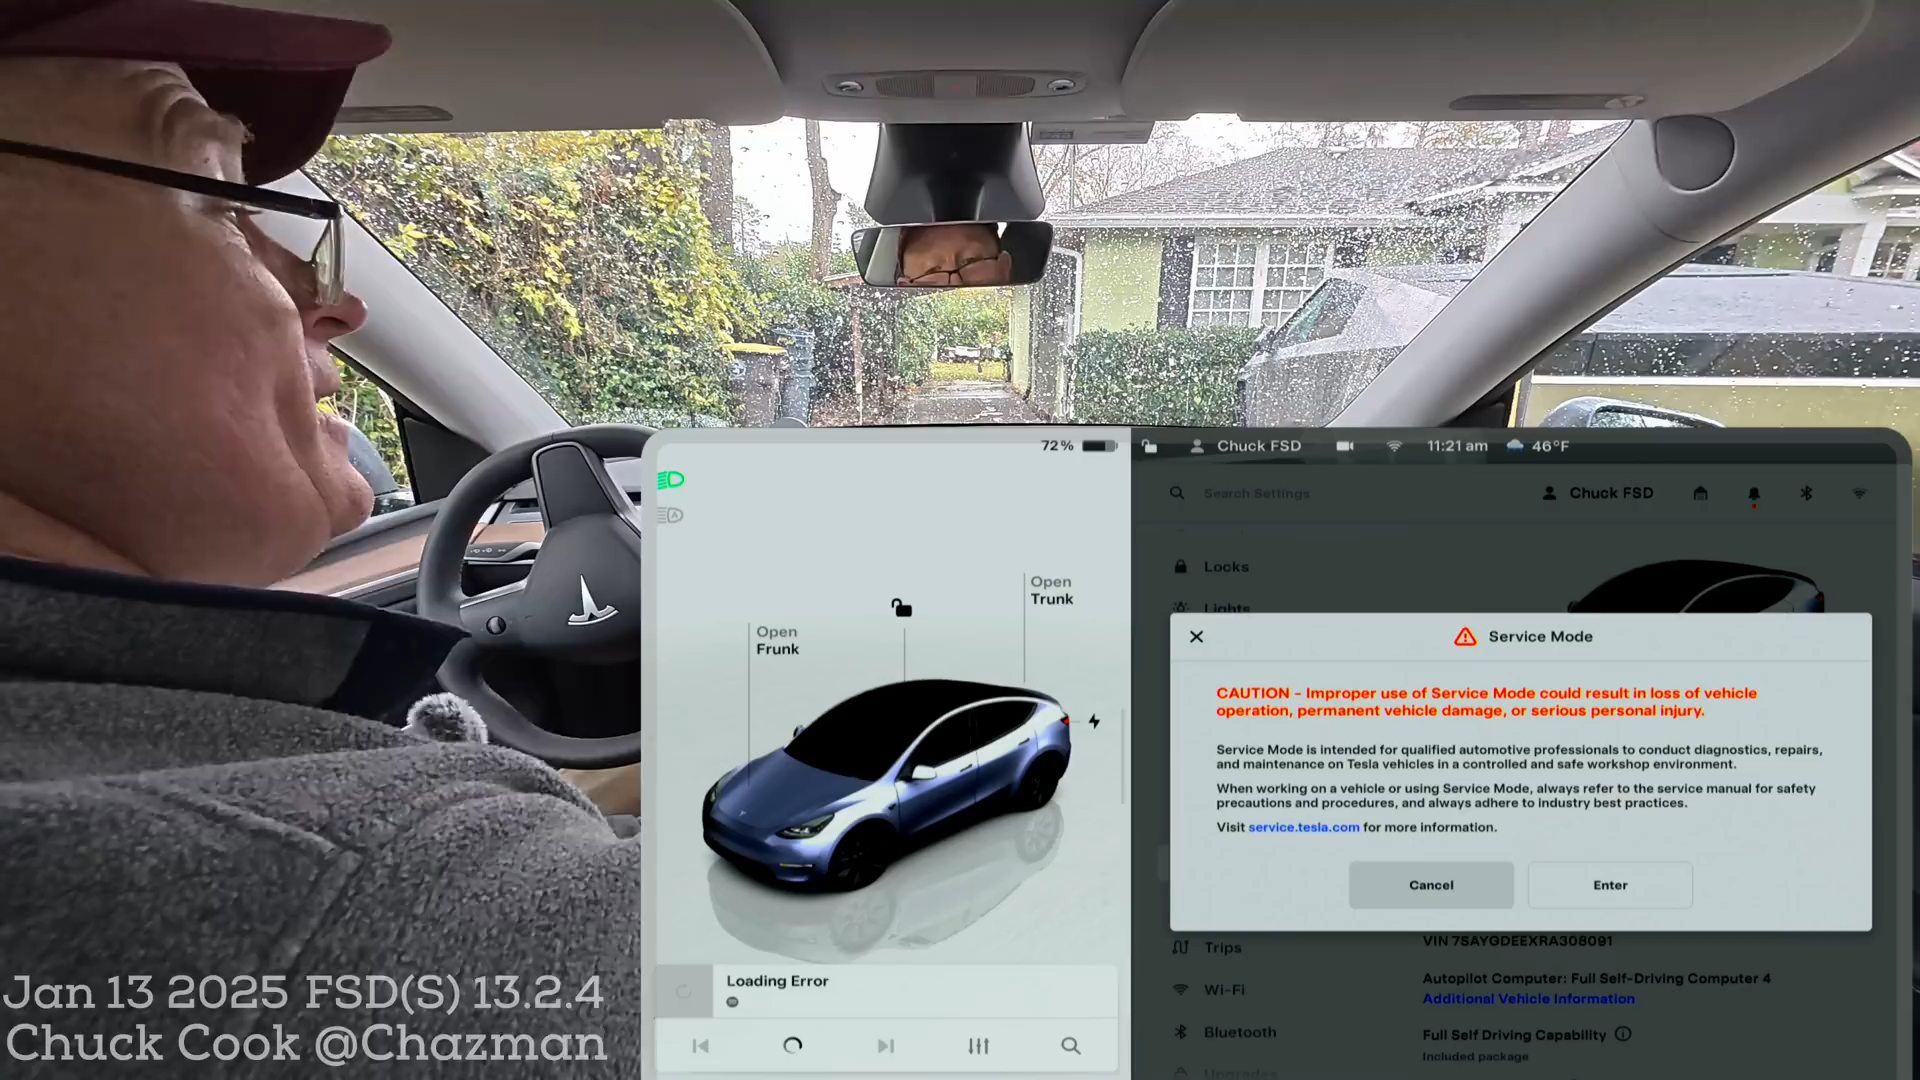 72%
Chuck FSD
11:21 am
46°F
Search Settings
Chuck FSD
Locks
Lights
Open
Trunk
Open
Frunk
Service Mode
CAUTION - Improper use of Service Mode could result in loss of vehicle
operation, permanent vehicle damage, or serious personal injury.
Service Mode is intended for qualified automotive professionals to conduct diagnostics, repairs,
and maintenance on Tesla vehicles in a controlled and safe workshop environment.
When working on a vehicle or using Service Mode, always refer to the service manual for safety
precautions and procedures, and always adhere to industry best practices.
Visit service.tesla.com for more information.
Cancel
Enter
Trips
VIN 7SAYGDEEXRA308091
Wi-Fi
Autopilot Computer: Full Self-Driving Computer 4
Additional Vehicle Information
Bluetooth
Full Self Driving Capability
Included package
Upgrades
Loading Error
Jan 13 2025 FSD(S) 13.2.4
Chuck Cook @Chazman